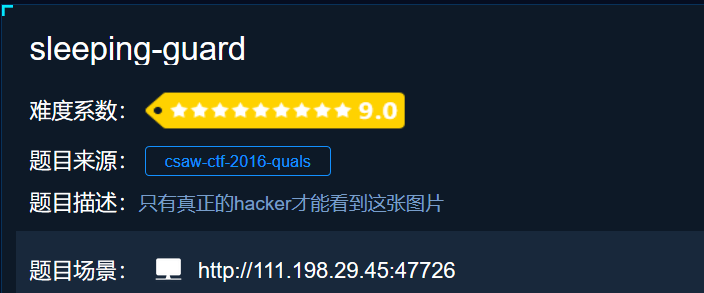 sleeping-guard
难度系数： 9.0
题目来源： csaw-ctf-2016-quals
题目描述：只有真正的hacker才能看到这张图片
题目场景： http://111.198.29.45:47726